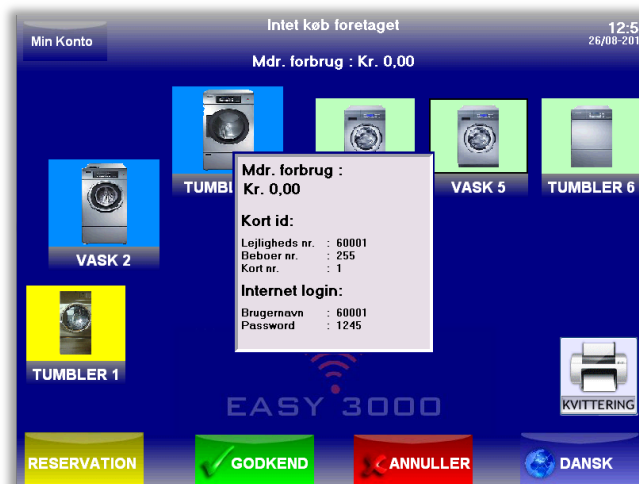 Min Konto
Intet køb foretaget
Mdr. forbrug : Kr. 0,00
12:5
26/08-201
TUMBL
VASK 5
TUMBLER 6
VASK 2
TUMBLER 1
Mdr. forbrug :
Kr. 0,00
Kort id:
Lejligheds nr. : 60001
Beboer nr. : 255
Kort nr. : 1
Internet login:
Brugernavn : 60001
Password : 1245
EASY 3000
KVITTERING
RESERVATION
GODKEND
ANNULLER
DANSK